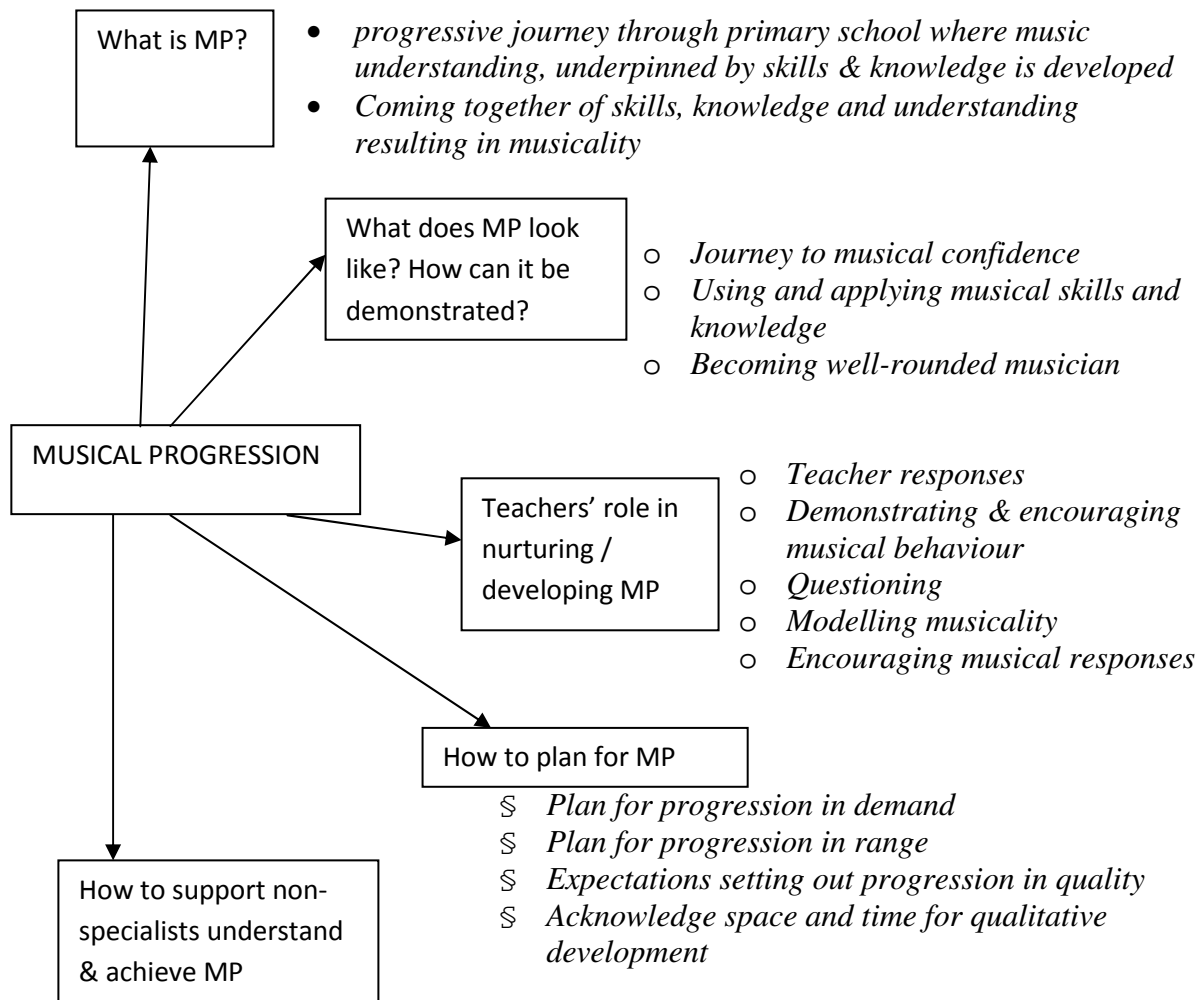 What is MP?
• progressive journey through primary school where music
understanding, underpinned by skills & knowledge is developed
• Coming together of skills, knowledge and understanding
resulting in musicality
What does MP look
like? How can it be
demonstrated?
o Journey to musical confidence
o Using and applying musical skills and
knowledge
o Becoming well-rounded musician
MUSICAL PROGRESSION
Teachers’ role in
nurturing /
developing MP
o Teacher responses
o Demonstrating & encouraging
musical behaviour
o Questioning
o Modelling musicality
o Encouraging musical responses
How to plan for MP
§ Plan for progression in demand
§ Plan for progression in range
§ Expectations setting out progression in quality
§ Acknowledge space and time for qualitative
development
How to support non-
specialists understand
& achieve MP